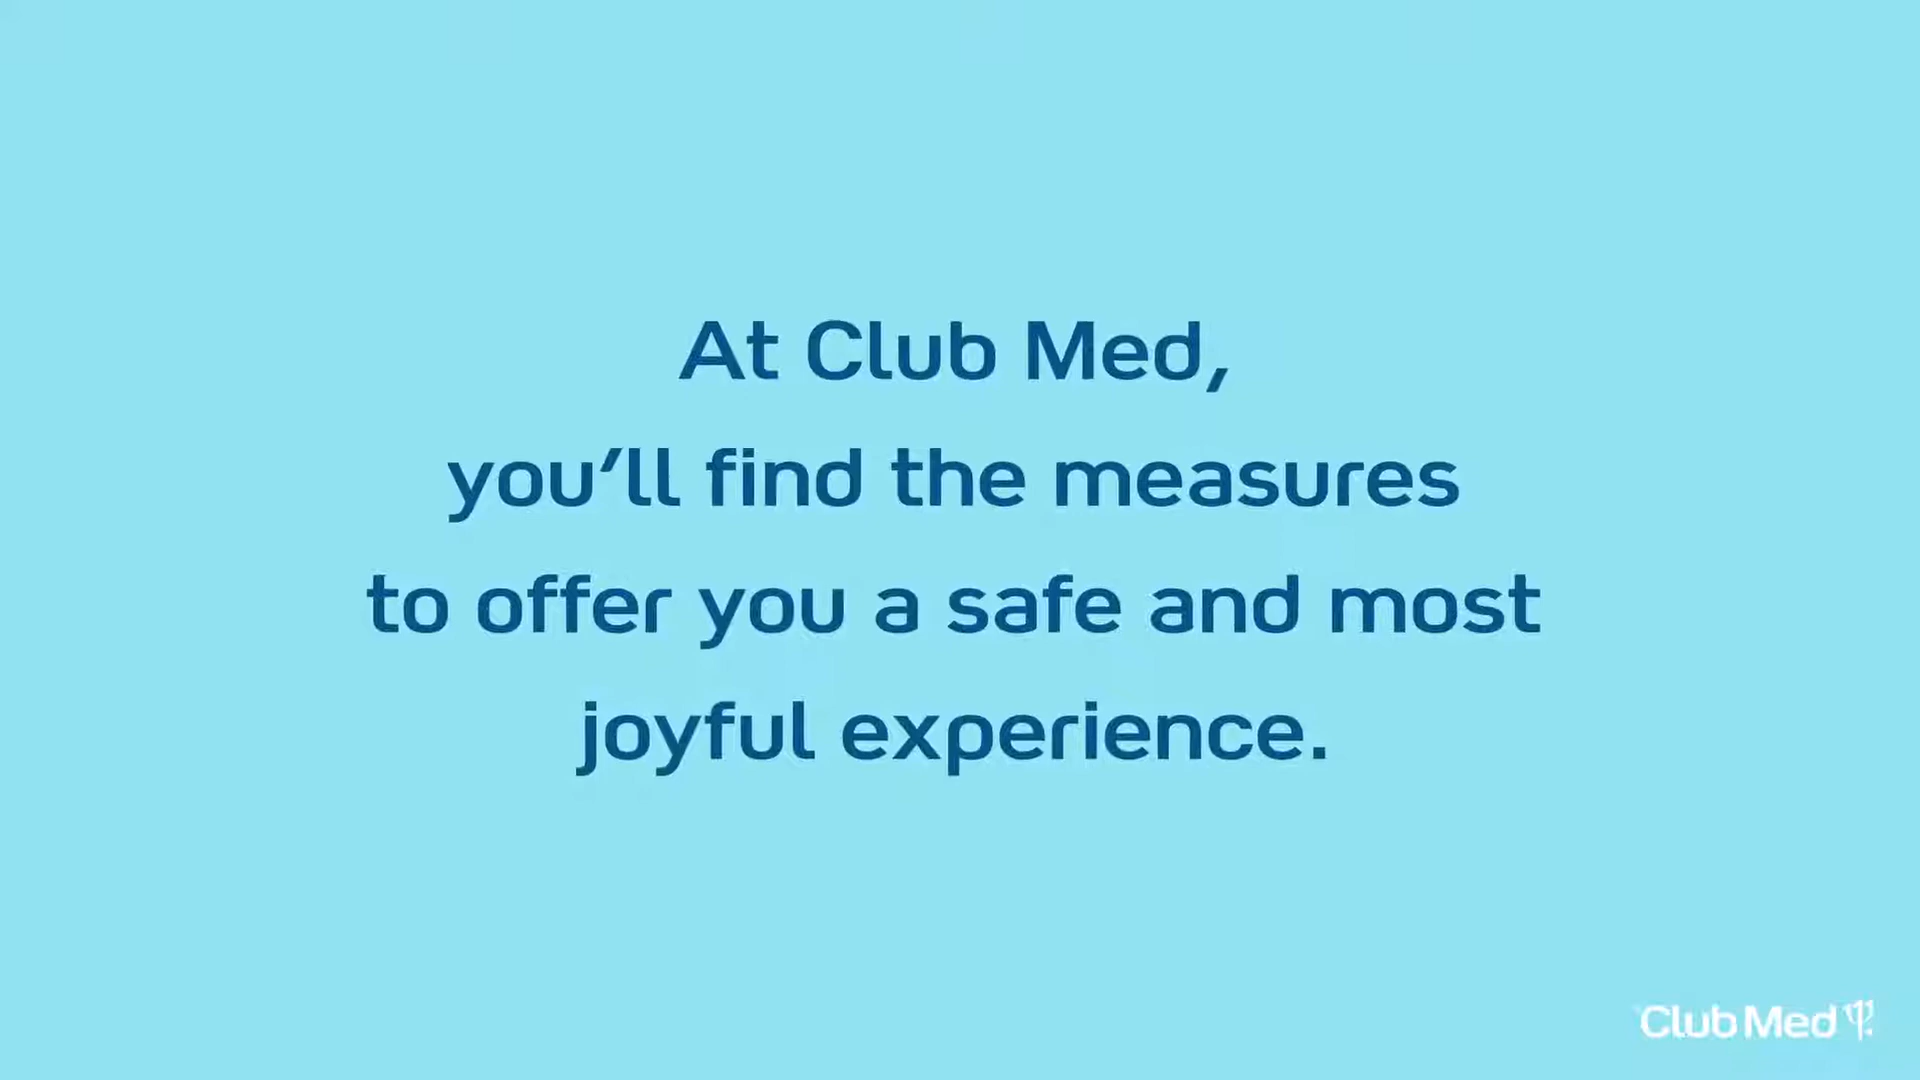 At Club Med,
you’ll find the measures
to offer you a safe and most
joyful experience.
Club Med